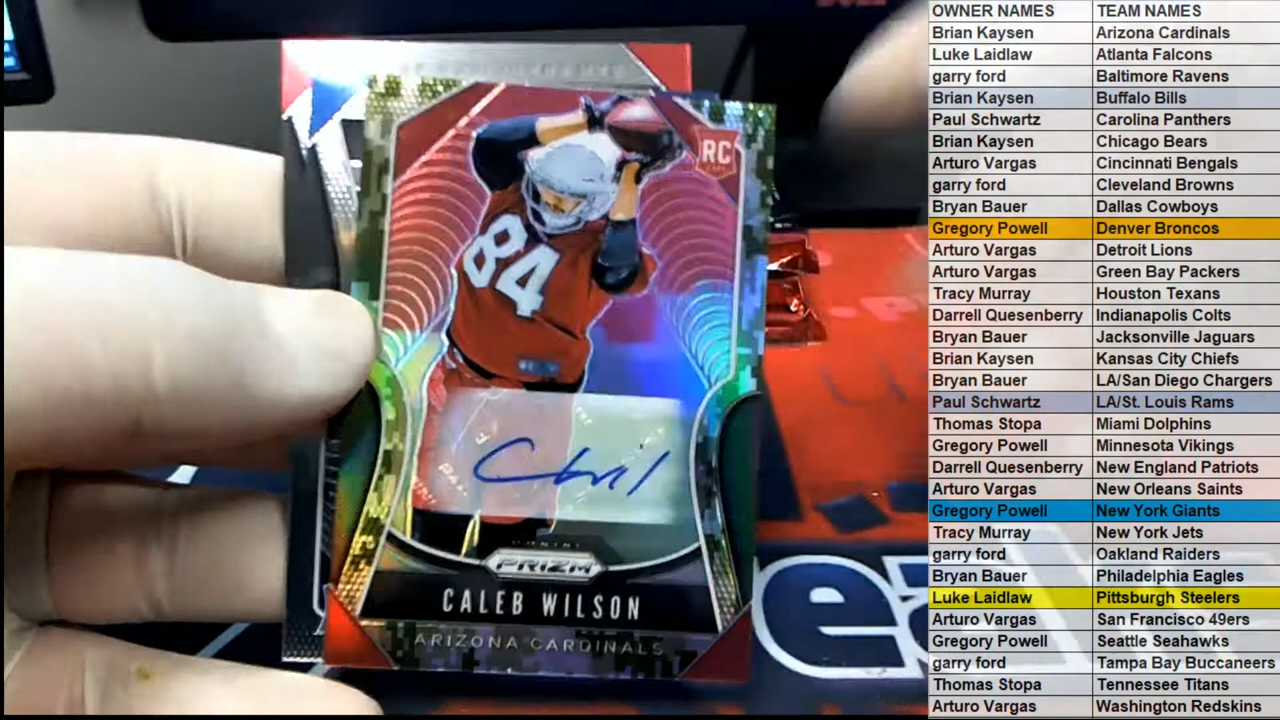 OWNER NAMES TEAM NAMES
Brian Kaysen Arizona Cardinals
Luke Laidlaw Atlanta Falcons
garry ford Baltimore Ravens
Brian Kaysen Buffalo Bills
Paul Schwartz Carolina Panthers
Brian Kaysen Chicago Bears
Arturo Vargas Cincinnati Bengals
garry ford Cleveland Browns
Bryan Bauer Dallas Cowboys
Gregory Powell Denver Broncos
Arturo Vargas Detroit Lions
Arturo Vargas Green Bay Packers
Tracy Murray Houston Texans
Darrell Quesenberry Indianapolis Colts
Bryan Bauer Jacksonville Jaguars
Brian Kaysen Kansas City Chiefs
Bryan Bauer LA/San Diego Chargers
Paul Schwartz LA/St. Louis Rams
Thomas Stopa Miami Dolphins
Gregory Powell Minnesota Vikings
Darrell Quesenberry New England Patriots
Arturo Vargas New Orleans Saints
Gregory Powell New York Giants
Tracy Murray New York Jets
garry ford Oakland Raiders
Bryan Bauer Philadelphia Eagles
Luke Laidlaw Pittsburgh Steelers
Arturo Vargas San Francisco 49ers
Gregory Powell Seattle Seahawks
garry ford Tampa Bay Buccaneers
Thomas Stopa Tennessee Titans
Arturo Vargas Washington Redskins
RC
84
PANINI
PRIZM
CALEB WILSON
ARIZONA CARDINALS